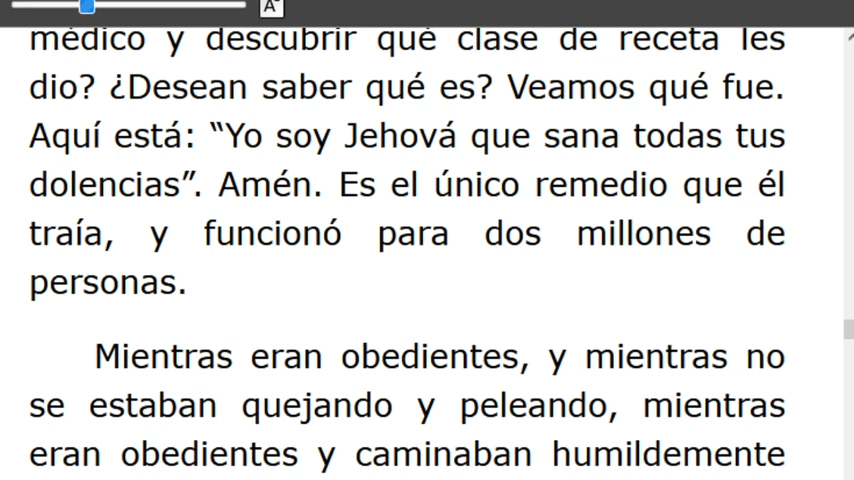 A
médico y descubrir qué clase de receta les
dio? ¿Desean saber qué es? Veamos qué fue.
Aquí está: “Yo soy Jehová que sana todas tus
dolencias”. Amén. Es el único remedio que él
traía, y funcionó para dos millones de
personas.
Mientras eran obedientes, y mientras no
se estaban quejando y peleando, mientras
eran obedientes y caminaban humildemente